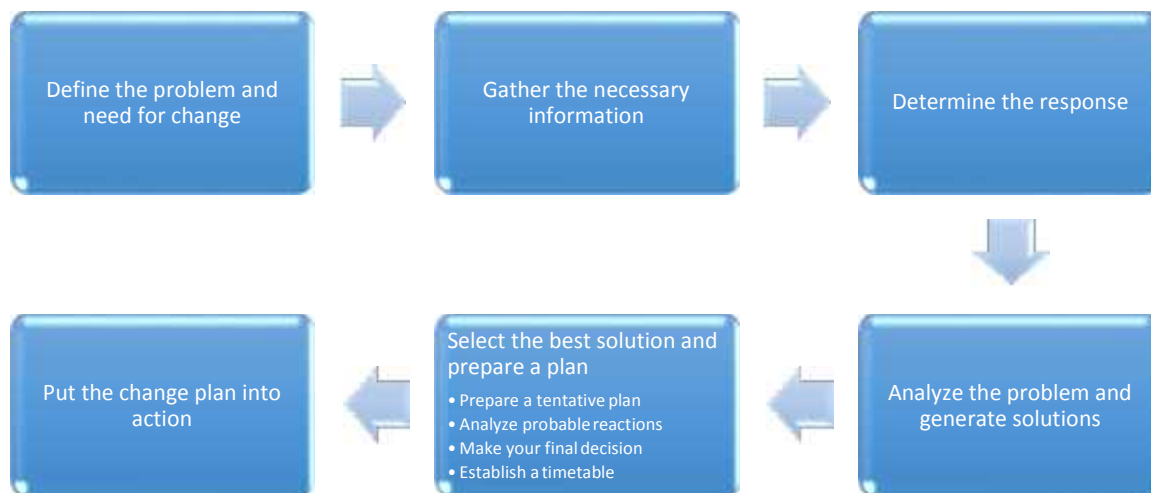 Define the problem and
need for change
Gather the necessary
information
Determine the response
Analyze the problem and
generate solutions
Select the best solution and
prepare a plan
• Prepare a tentative plan
• Analyze probable reactions
• Make your final decision
• Establish a timetable
Put the change plan into
action